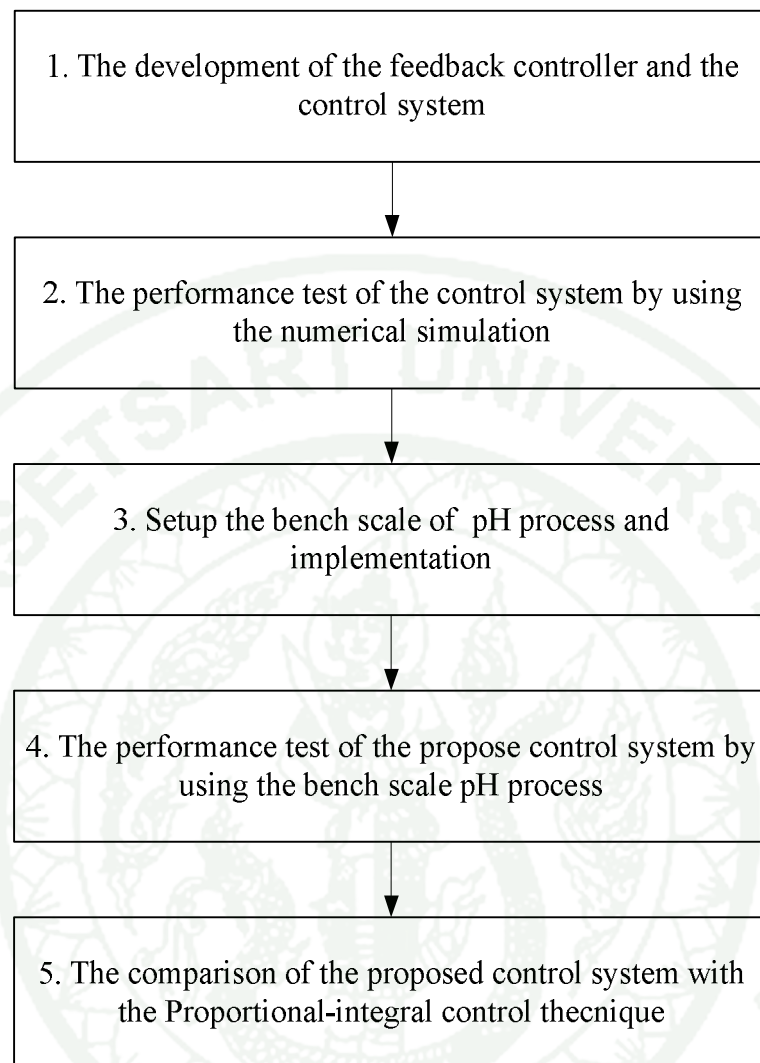 1. The development of the feedback controller and the
control system
2. The performance test of the control system by using
the numerical simulation
3. Setup the bench scale of pH process and
implementation
4. The performance test of the propose control system by
using the bench scale pH process
5. The comparison of the proposed control system with
the Proportional-integral control thecnique